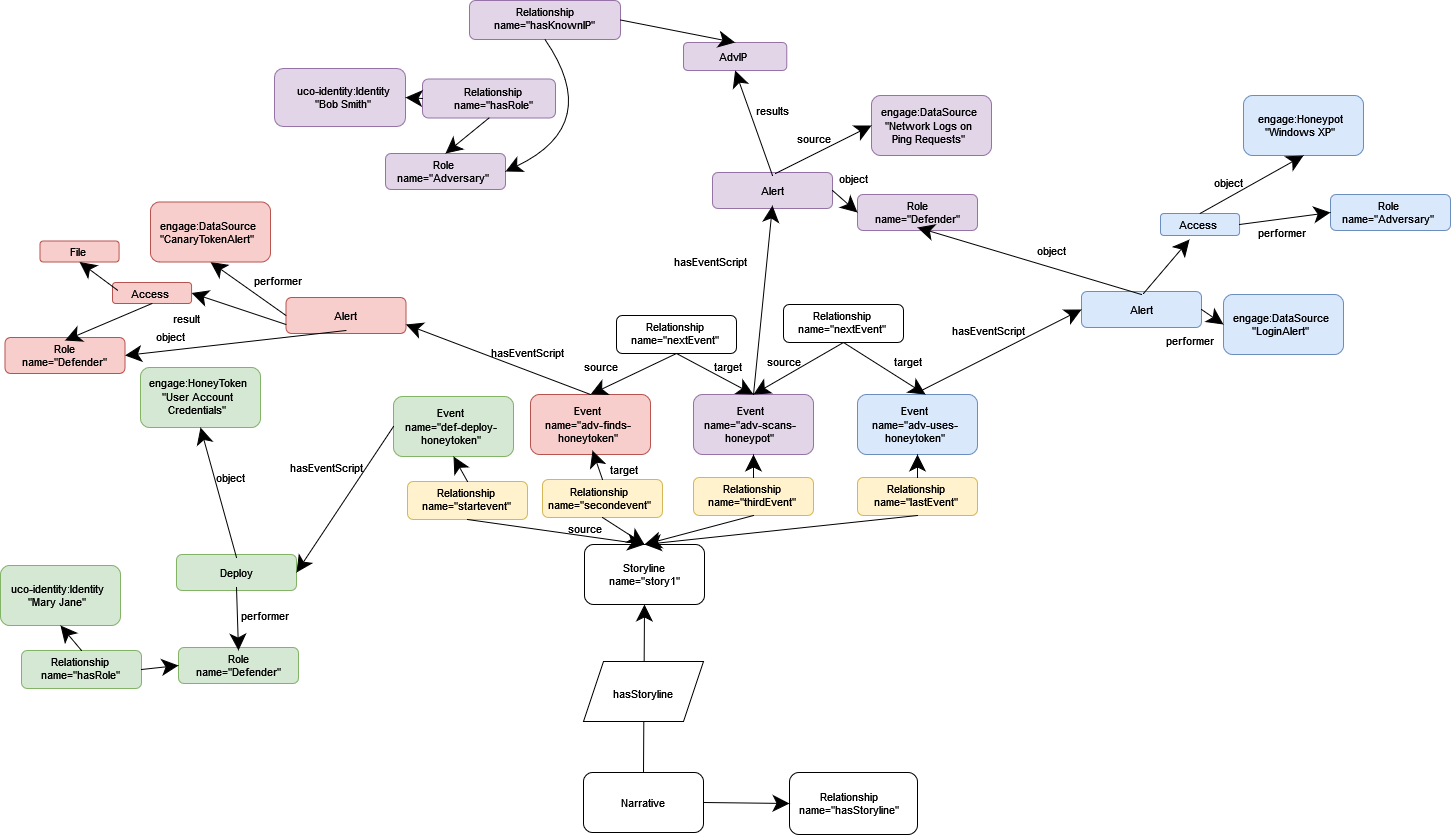 Relationship
name="hasKnownIP"
AdvIP
uco-identity:Identity
"Bob Smith"
Relationship
name="hasRole"
results
engage:DataSource
"Network Logs on
Ping Requests"
source
engage:Honeypot
"Windows XP"
Role
name="Adversary"
Alert
object
Role
name="Defender"
object
Access
performer
Role
name="Adversary"
engage:DataSource
"CanaryTokenAlert"
File
hasEventScript
object
performer
Access
Alert
result
object
Role
name="Defender"
Relationship
name="nextEvent"
Relationship
name="nextEvent"
hasEventScript
Alert
engage:DataSource
"LoginAlert"
performer
hasEventScript
source
target
source
target
engage:HoneyToken
"User Account
Credentials"
Event
name="def-deploy-
honeytoken"
Event
name="adv-finds-
honeytoken"
Event
name="adv-scans-
honeypot"
Event
name="adv-uses-
honeytoken"
hasEventScript
object
target
Relationship
name="startevent"
Relationship
name="secondevent"
Relationship
name="thirdEvent"
Relationship
name="lastEvent"
source
Storyline
name="story1"
Deploy
uco-identity:Identity
"Mary Jane"
performer
Relationship
name="hasRole"
Role
name="Defender"
hasStoryline
Narrative
Relationship
name="hasStoryline"